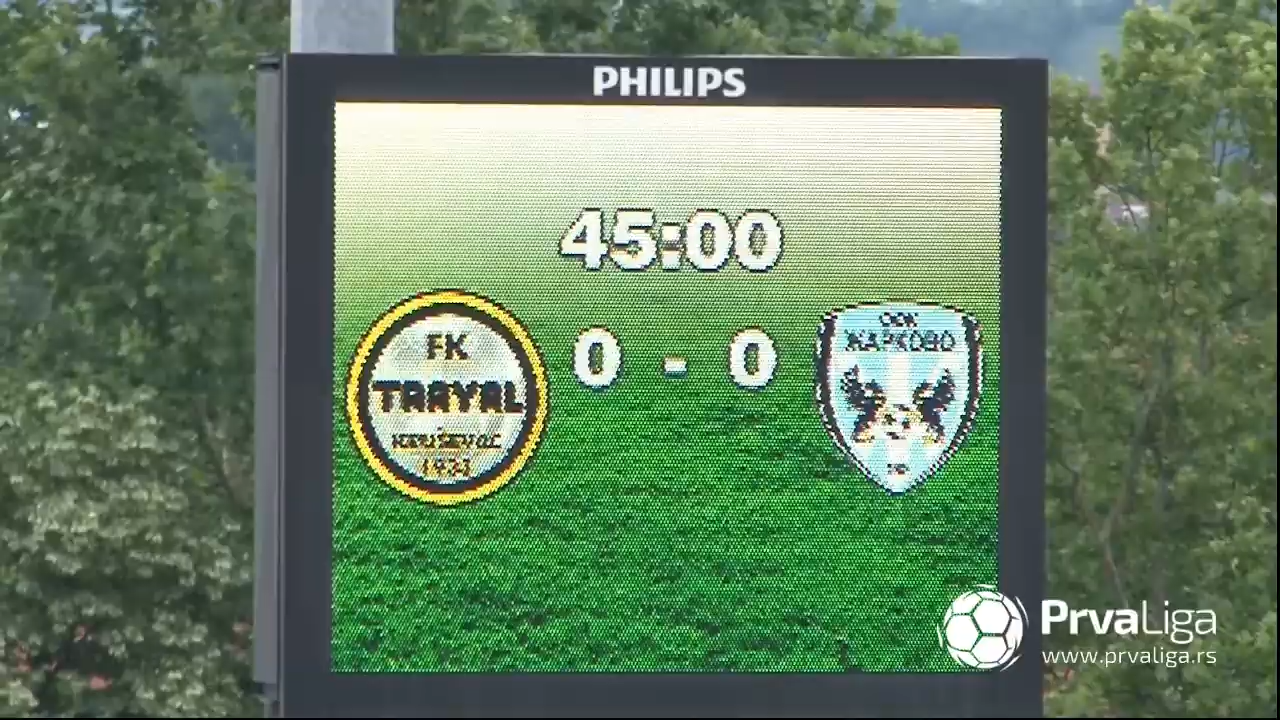 PHILIPS
45:00
0 - 0
FK
TRAYAL
KRUŠEVAC
ОФК
ЖАРКОВО
PrvaLiga
www.prvaliga.rs